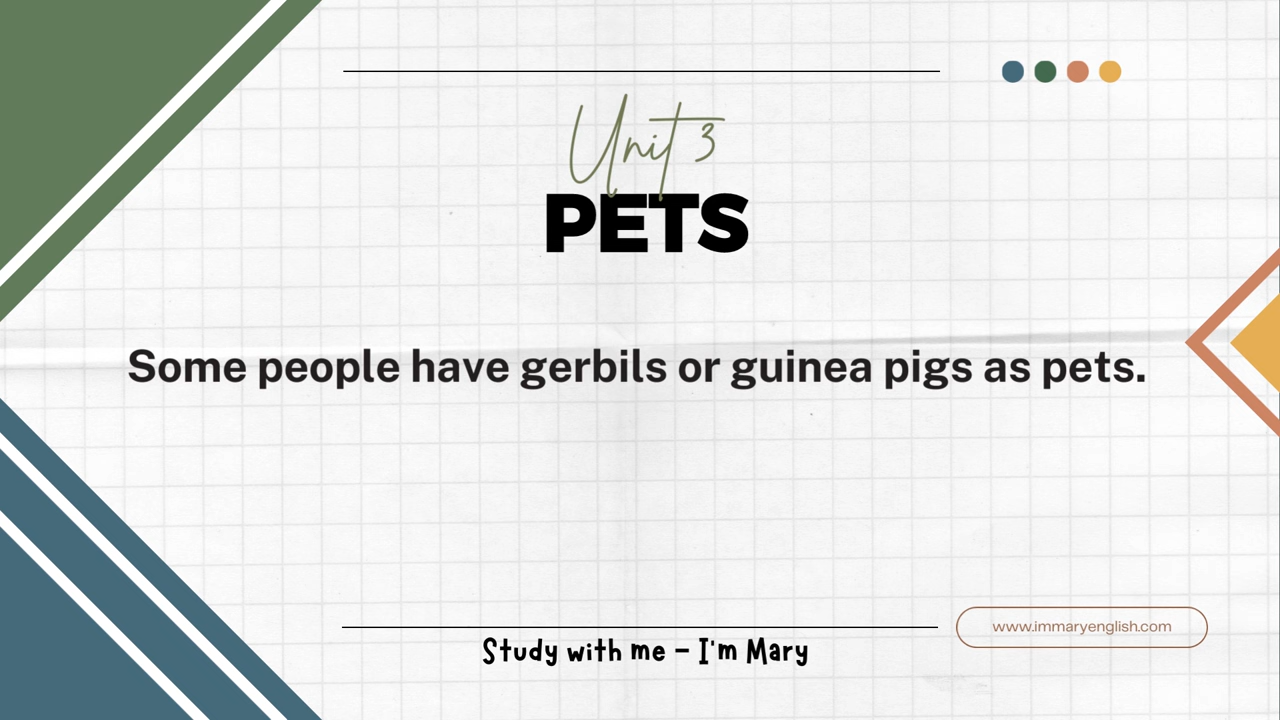 Unit 3
PETS
Some people have gerbils or guinea pigs as pets.
www.immaryenglish.com
Study with me – I'm Mary